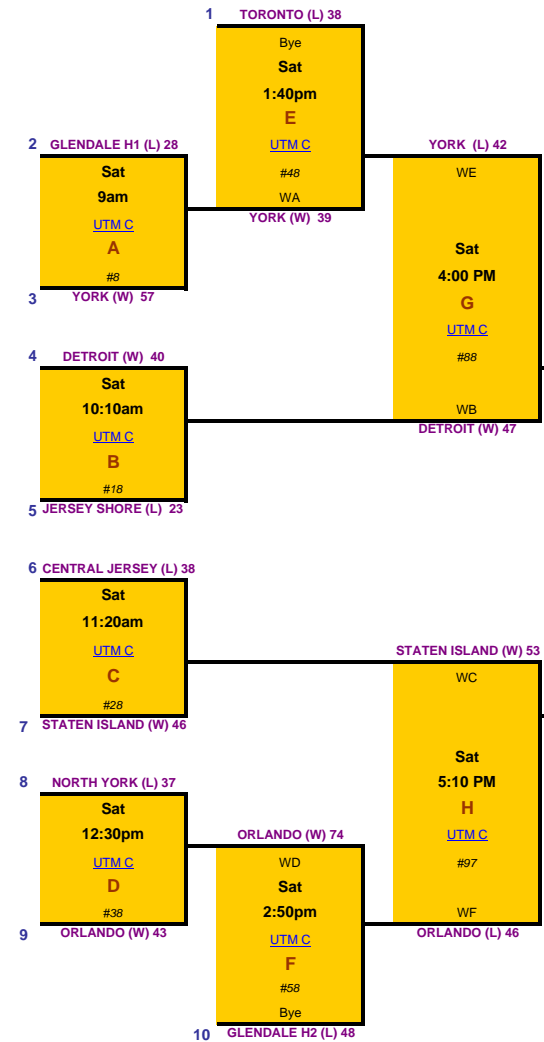 1 TORONTO (L) 38
Bye
Sat
1:40pm
E
UTM C
#48
WA
YORK (W) 39
2 GLENDALE H1 (L) 28
Sat
9am
UTM C
A
#8
3 YORK (W) 57
YORK (L) 42
WE
Sat
4:00 PM
G
UTM C
#88
WB
DETROIT (W) 47
4 DETROIT (W) 40
Sat
10:10am
UTM C
B
#18
5 JERSEY SHORE (L) 23
6 CENTRAL JERSEY (L) 38
Sat
11:20am
UTM C
C
#28
7 STATEN ISLAND (W) 46
STATEN ISLAND (W) 53
WC
Sat
5:10 PM
H
UTM C
#97
WF
ORLANDO (L) 46
8 NORTH YORK (L) 37
Sat
12:30pm
UTM C
D
#38
9 ORLANDO (W) 43
ORLANDO (W) 74
WD
Sat
2:50pm
UTM C
F
#58
Bye
10 GLENDALE H2 (L) 48